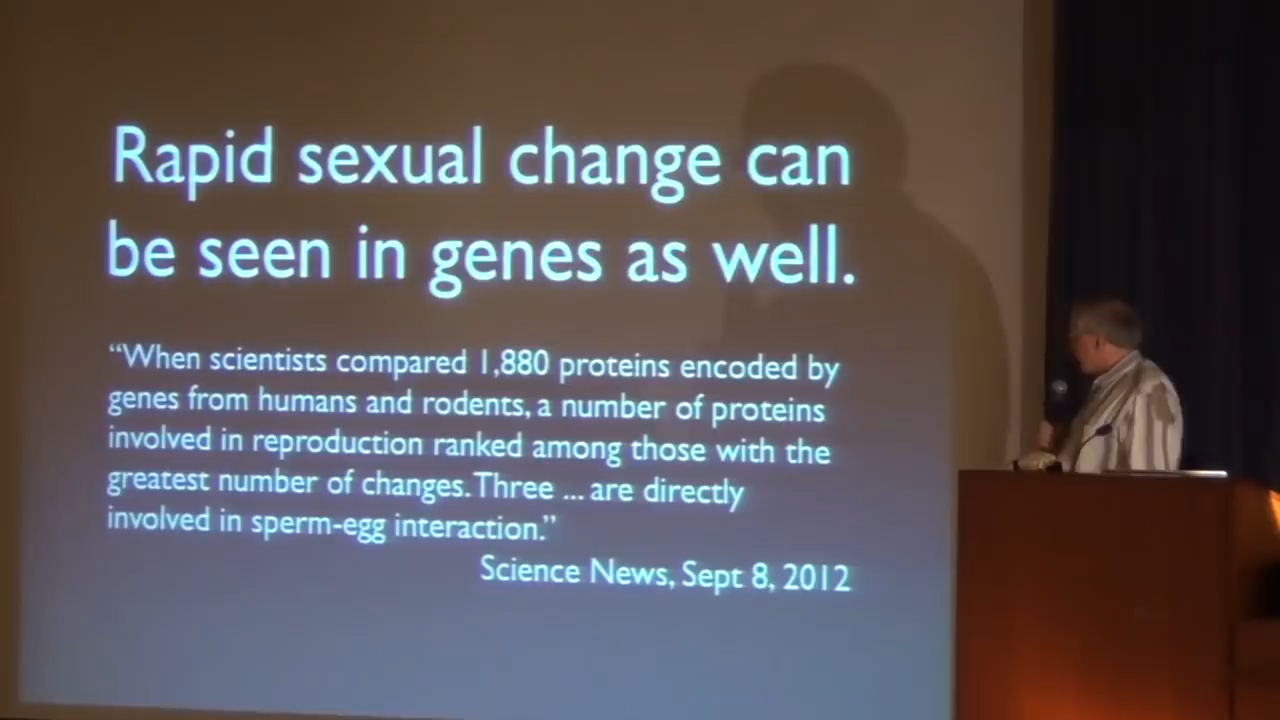 Rapid sexual change can
be seen in genes as well.
“When scientists compared 1,880 proteins encoded by
genes from humans and rodents, a number of proteins
involved in reproduction ranked among those with the
greatest number of changes. Three ... are directly
involved in sperm-egg interaction.”
Science News, Sept 8, 2012